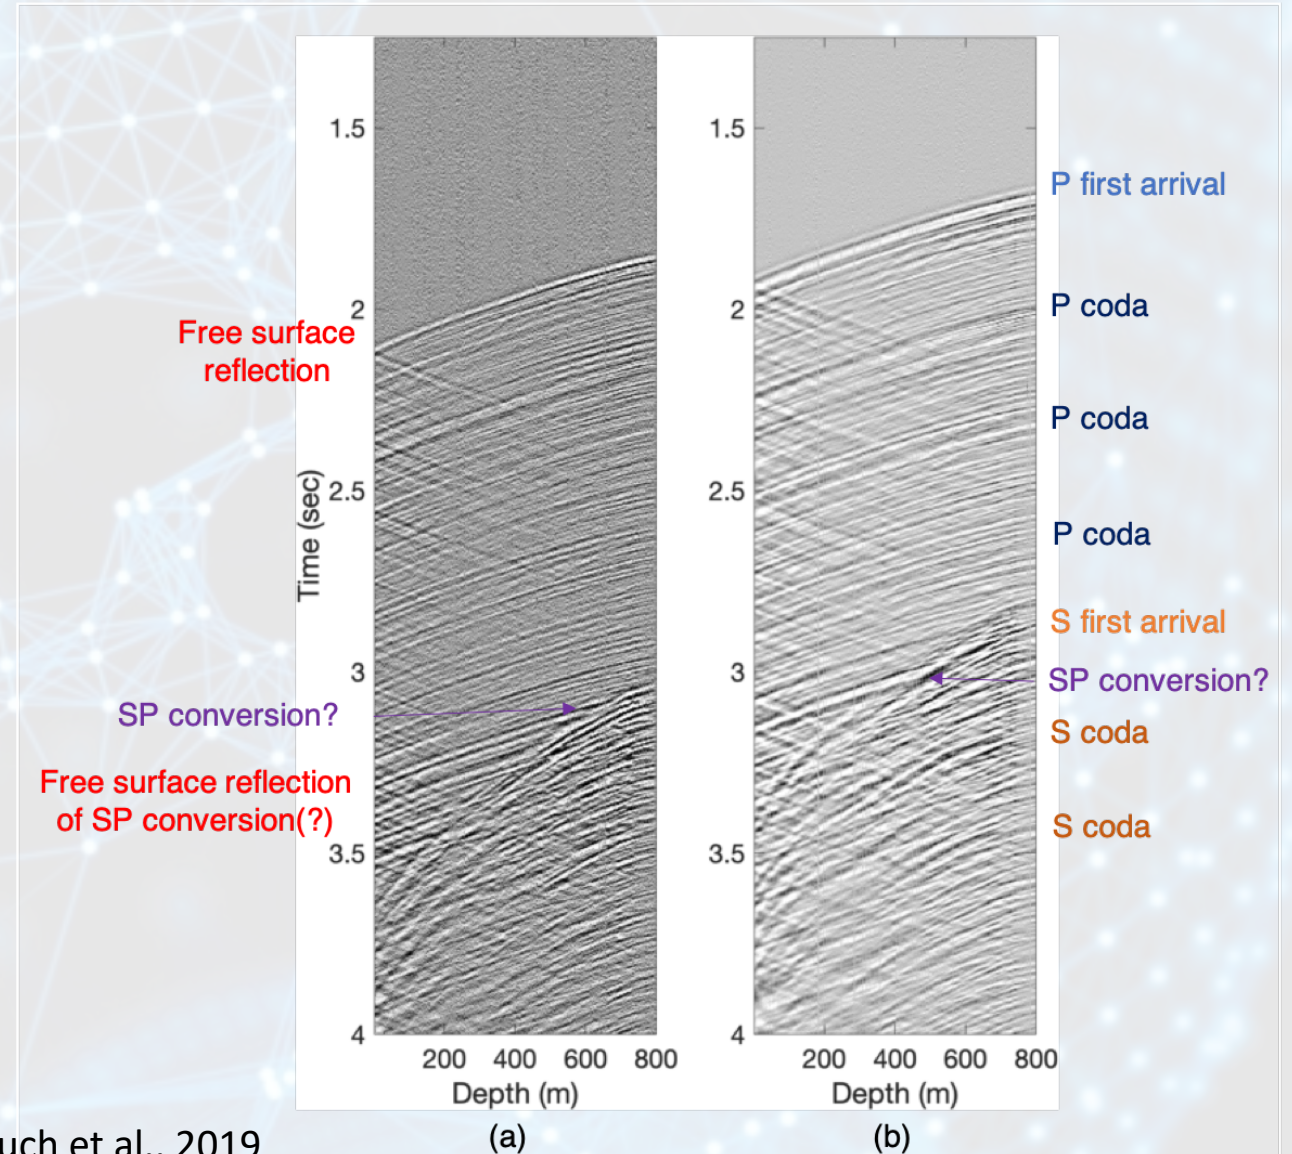 1.5
2
2.5
3
3.5
4
Time (sec)
200 400 600 800
Depth (m)
(a)
1.5
2
2.5
3
3.5
4
200 400 600 800
Depth (m)
(b)
Free surface
reflection
SP conversion?
Free surface reflection
of SP conversion(?)
P first arrival
P coda
P coda
P coda
S first arrival
SP conversion?
S coda
S coda
et al., 2019